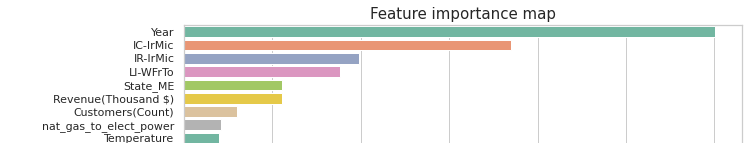 Feature importance map
Year
IC-IrMic
IR-IrMic
LI-WFrTo
State_ME
Revenue(Thousand $)
Customers(Count)
nat_gas_to_elect_power
Temperature